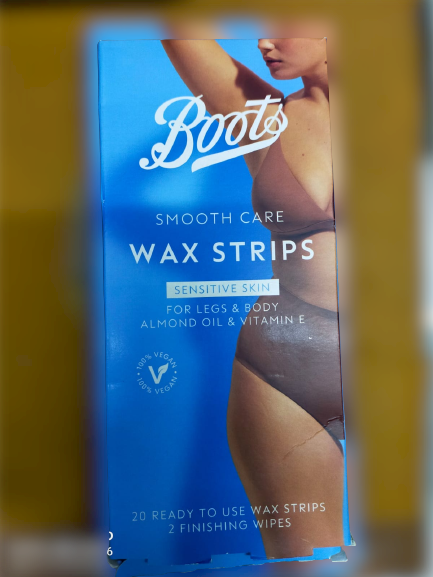 Boots
SMOOTH CARE
WAX STRIPS
SENSITIVE SKIN
FOR LEGS & BODY
ALMOND OIL & VITAMIN E
100% VEGAN
100% VEGAN
20 READY TO USE WAX STRIPS
2 FINISHING WIPES